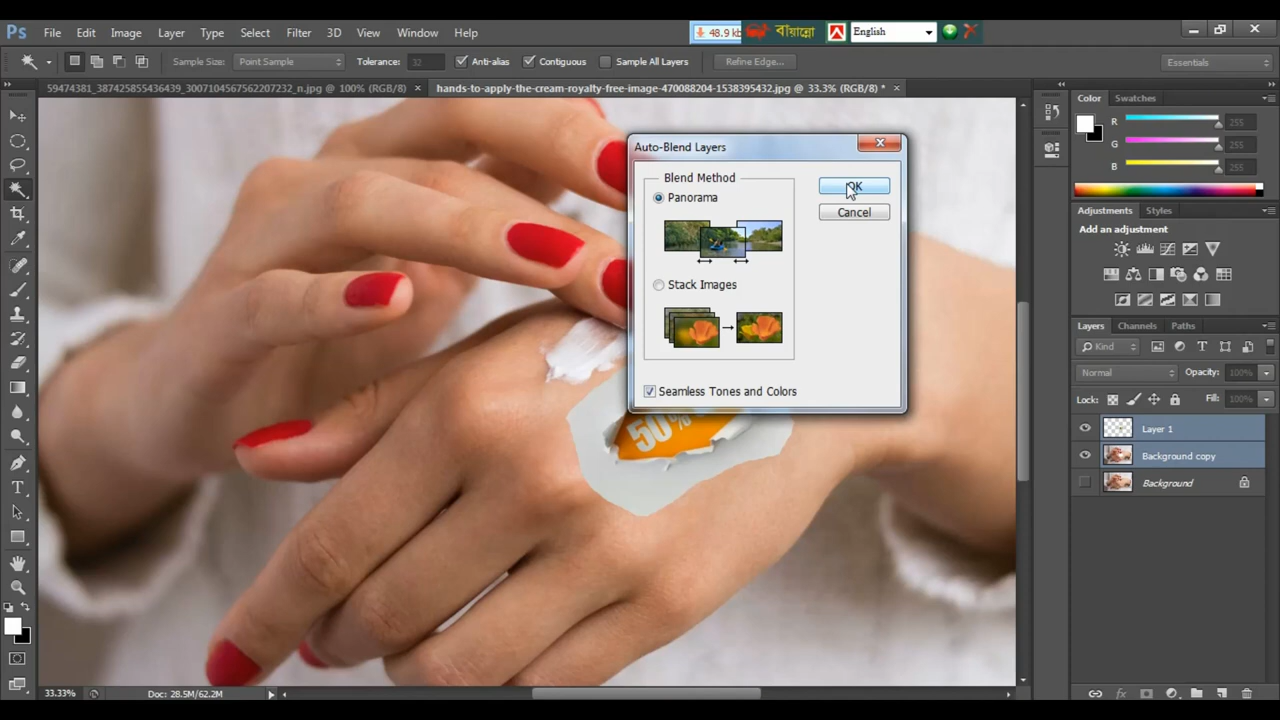 Ps File Edit Image Layer Type Select Filter 3D View Window Help 48.9 kb বায়ান্নো English
Sample Size: Point Sample Tolerance: 32 Anti-alias Contiguous Sample All Layers Refine Edge... Essentials
59474381_387425855436439_3007104567562207232_n.jpg @ 100% (RGB/8) × hands-to-apply-the-cream-royalty-free-image-470088204-1538395432.jpg @ 33.3% (RGB/8) * ×
Color Swatches
R 255
G 255
B 255
Auto-Blend Layers
Blend Method
Panorama
Stack Images
Seamless Tones and Colors
OK
Cancel
50%
Adjustments Styles
Add an adjustment
Layers Channels Paths
Kind
Normal Opacity: 100%
Lock: Fill: 100%
Layer 1
Background copy
Background
T
33.33% Doc: 28.5M/62.2M
fx